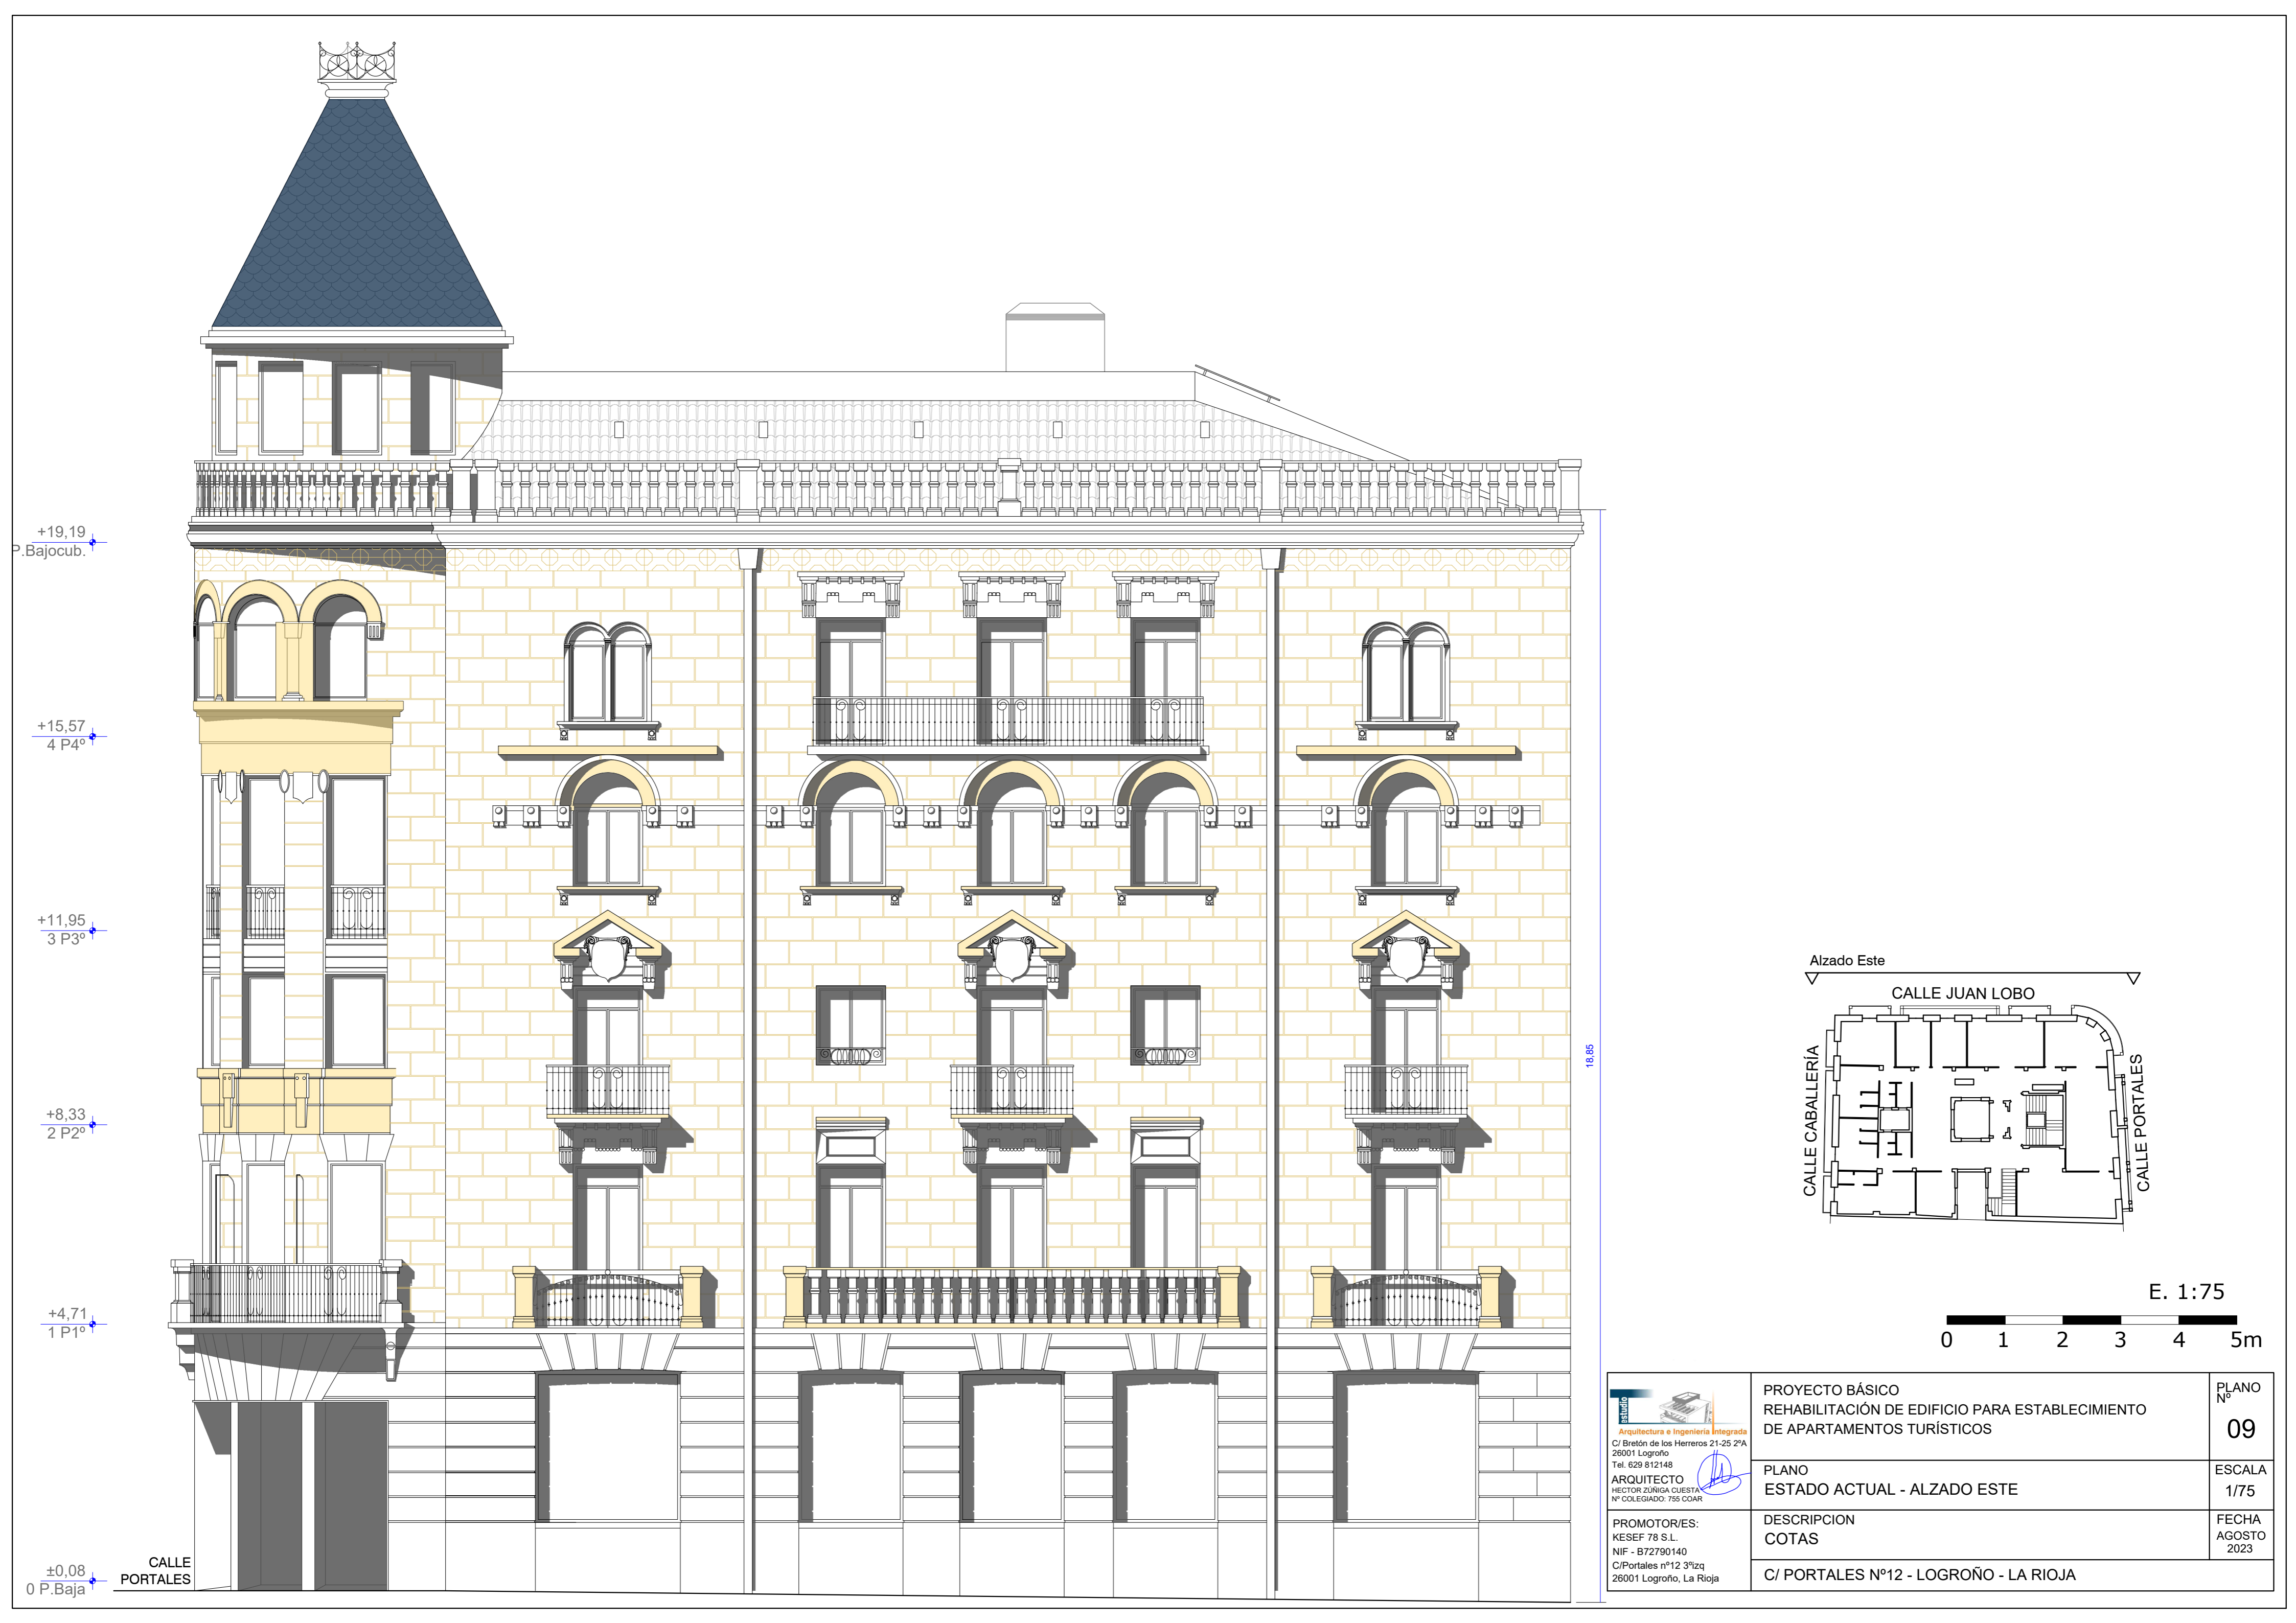 +19,19
P.Bajocub.
+15,57
4 P4º
+11,95
3 P3º
+8,33
2 P2º
+4,71
1 P1º
±0,08
0 P.Baja
CALLE
PORTALES
18,85
Alzado Este
CALLE JUAN LOBO
CALLE CABALLERÍA
CALLE PORTALES
E. 1:75
0 1 2 3 4 5m
estudio
Arquitectura e Ingeniería Integrada
C/ Bretón de los Herreros 21-25 2ºA
26001 Logroño
Tel. 629 812148
ARQUITECTO
HECTOR ZÚÑIGA CUESTA
Nº COLEGIADO: 755 COAR
PROMOTOR/ES:
KESEF 78 S.L.
NIF - B72790140
C/Portales nº12 3ºizq
26001 Logroño, La Rioja
PROYECTO BÁSICO
REHABILITACIÓN DE EDIFICIO PARA ESTABLECIMIENTO
DE APARTAMENTOS TURÍSTICOS
PLANO
Nº
09
PLANO
ESTADO ACTUAL - ALZADO ESTE
ESCALA
1/75
DESCRIPCION
COTAS
FECHA
AGOSTO
2023
C/ PORTALES Nº12 - LOGROÑO - LA RIOJA